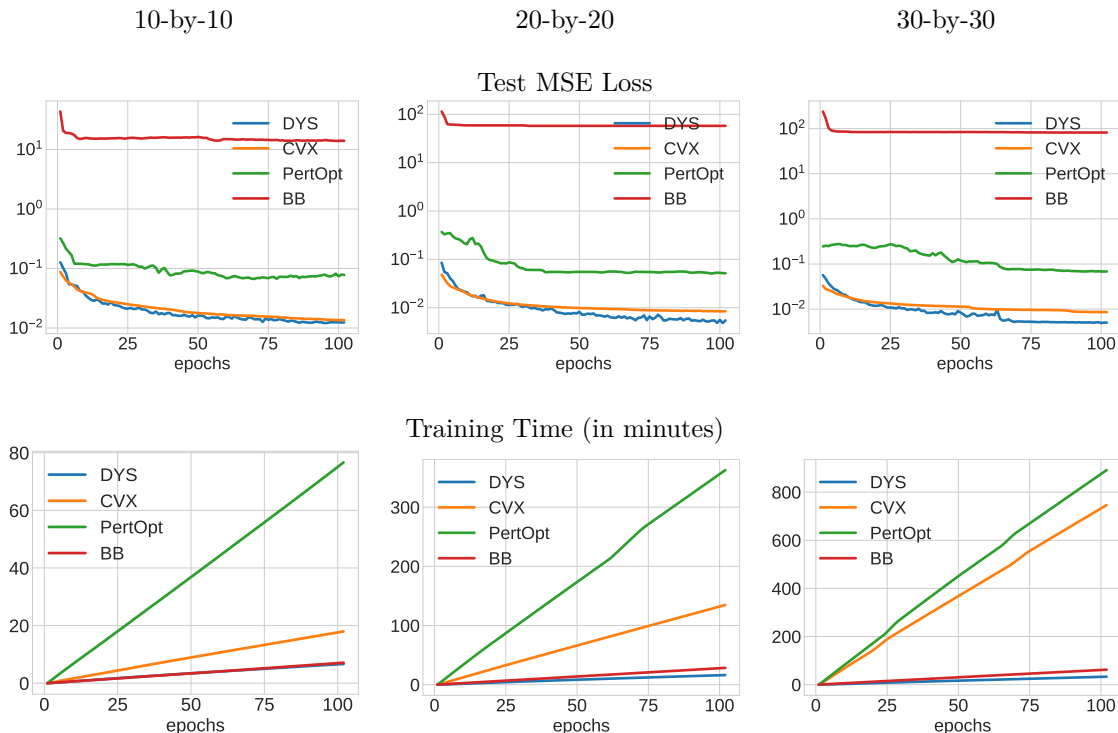 10-by-10 20-by-20 30-by-30
Test MSE Loss
10^1
10^0
10^−1
10^−2
DYS
CVX
PertOpt
BB
0 25 50 75 100
epochs
10^2
10^1
10^0
10^−1
10^−2
DYS
CVX
PertOpt
BB
0 25 50 75 100
epochs
10^2
10^1
10^0
10^−1
10^−2
DYS
CVX
PertOpt
BB
0 25 50 75 100
epochs
Training Time (in minutes)
80
60
40
20
0
DYS
CVX
PertOpt
BB
0 25 50 75 100
epochs
300
200
100
0
DYS
CVX
PertOpt
BB
0 25 50 75 100
epochs
800
600
400
200
0
DYS
CVX
PertOpt
BB
0 25 50 75 100
epochs